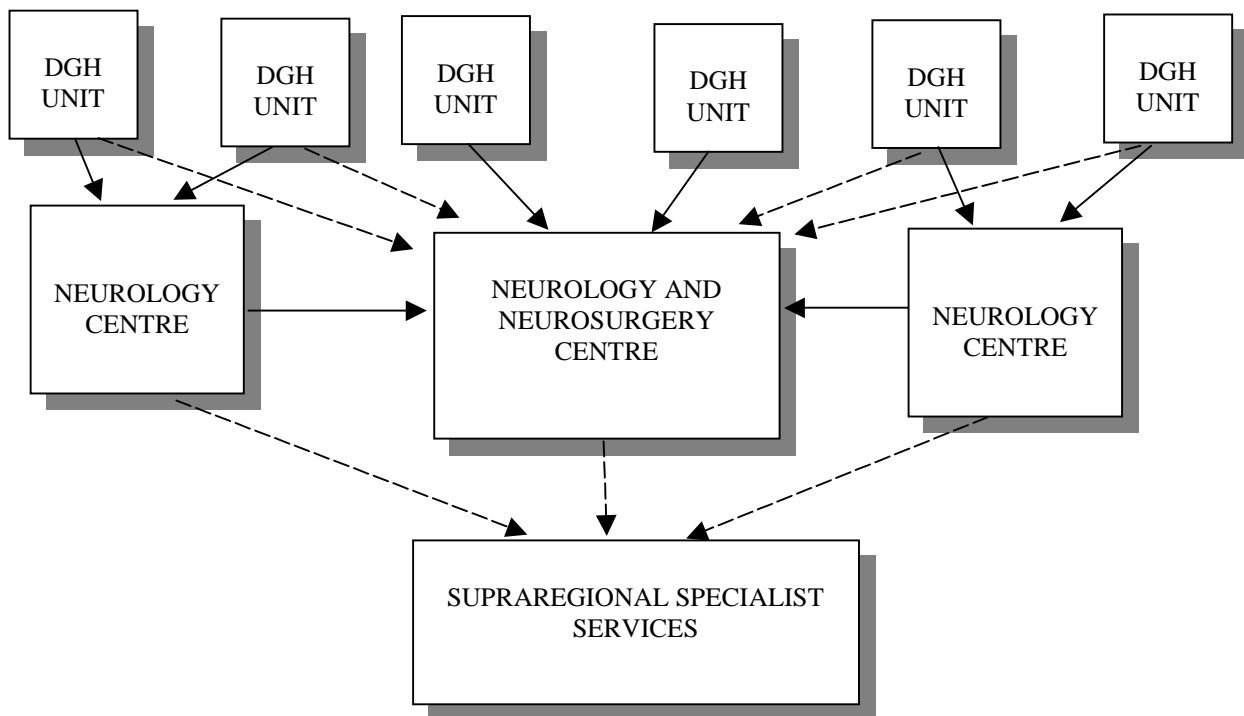 DGH
UNIT
DGH
UNIT
DGH
UNIT
DGH
UNIT
DGH
UNIT
DGH
UNIT
NEUROLOGY
CENTRE
NEUROLOGY AND
NEUROSURGERY
CENTRE
NEUROLOGY
CENTRE
SUPRAREGIONAL SPECIALIST
SERVICES